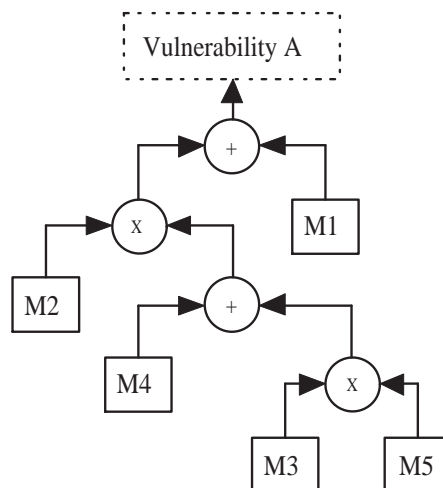 Vulnerability A
+
x
M1
M2
+
M4
x
M3
M5